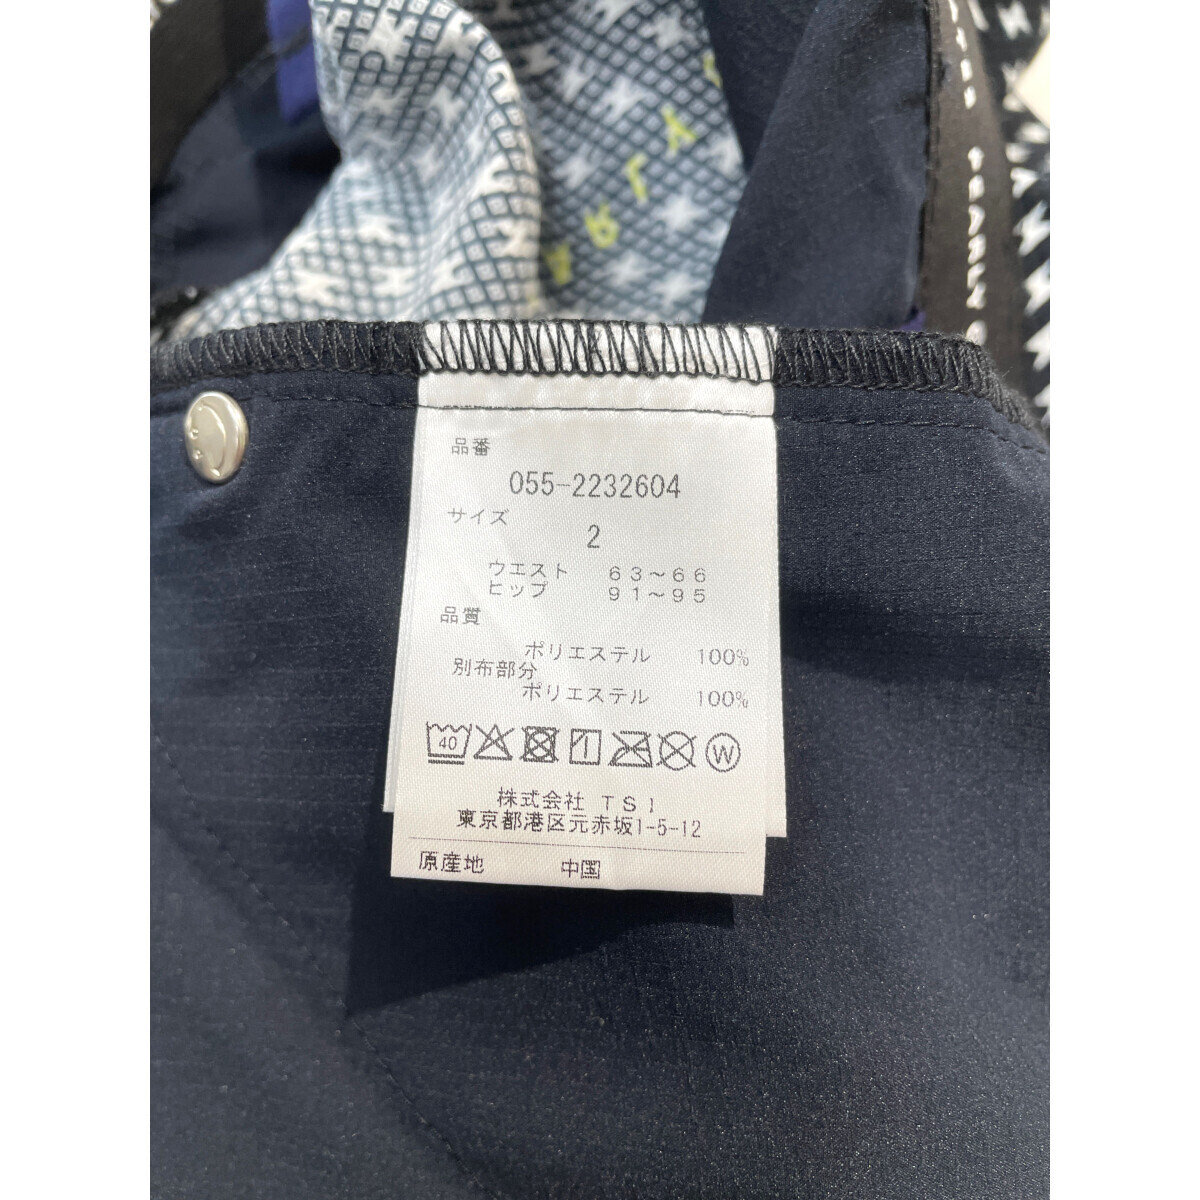 品番
055-2232604
サイズ
2
ウエスト 63～66
ヒップ 91～95
品質
ポリエステル 100%
別布部分
ポリエステル 100%
40
W
株式会社 TSI
東京都港区元赤坂1-5-12
原産地 中国